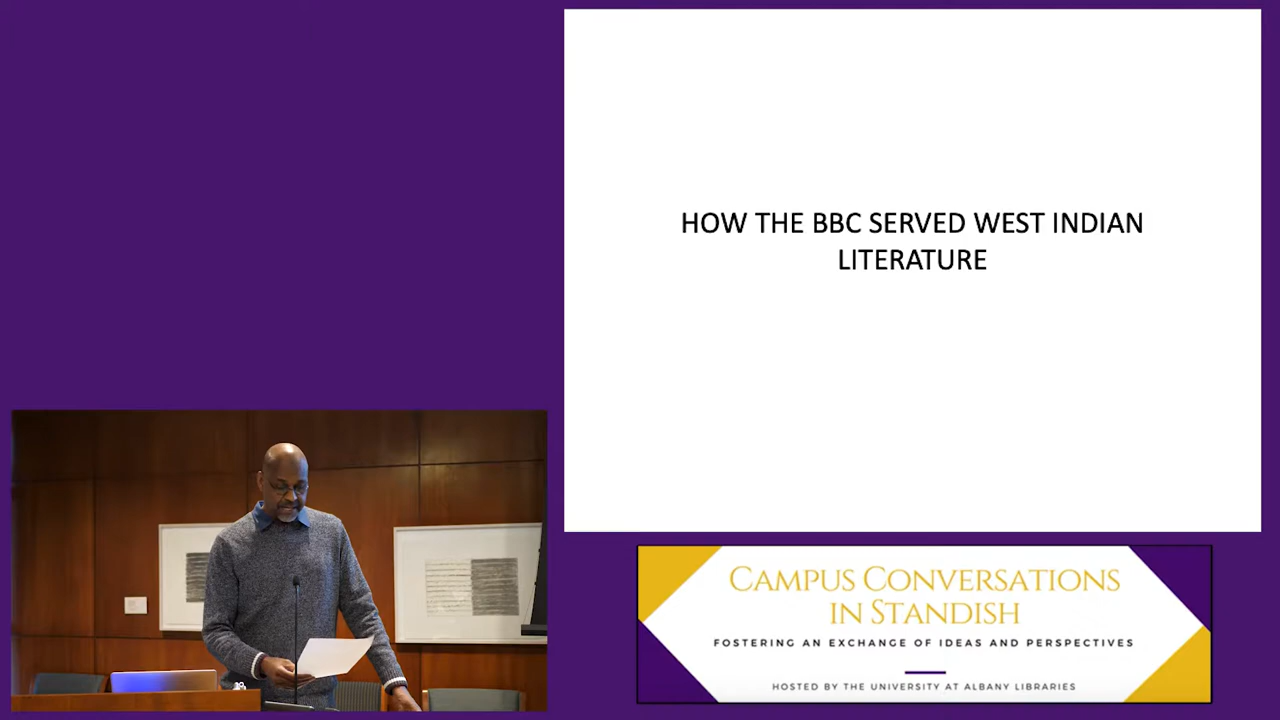 HOW THE BBC SERVED WEST INDIAN
LITERATURE
CAMPUS CONVERSATIONS
IN STANDISH
FOSTERING AN EXCHANGE OF IDEAS AND PERSPECTIVES
HOSTED BY THE UNIVERSITY AT ALBANY LIBRARIES